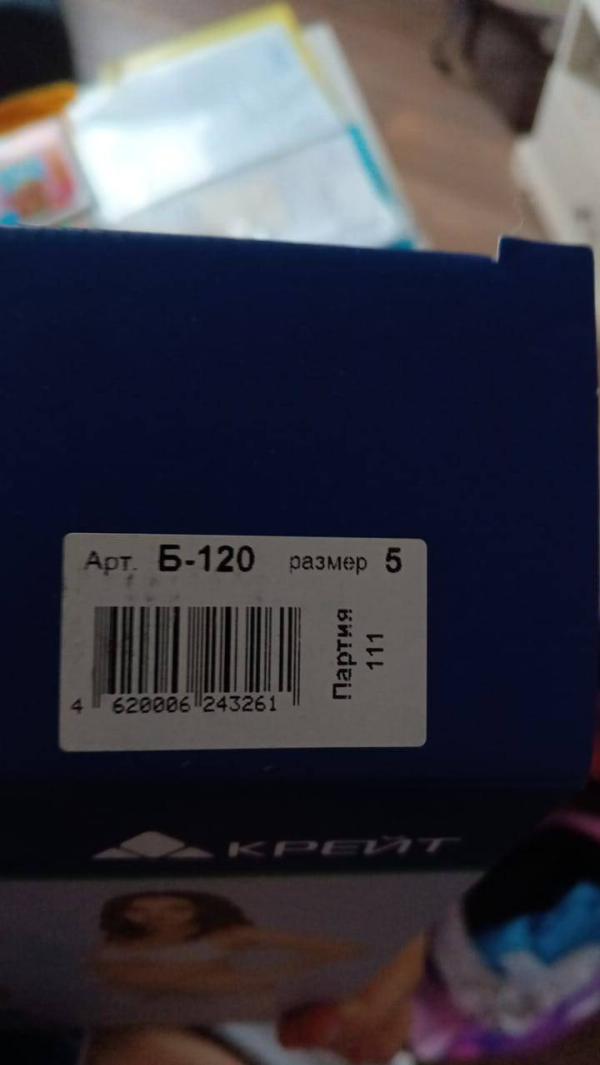 Арт. Б-120 размер 5
Партия
111
4 620006 243261
КРЕЙТ